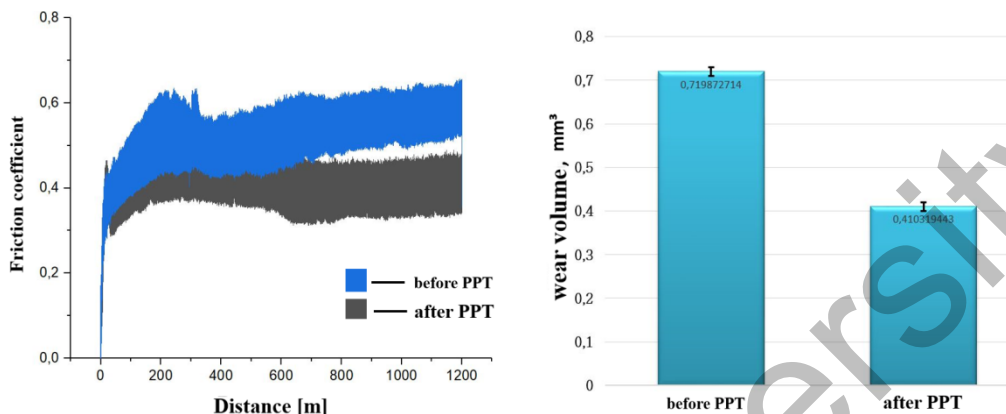 0,8
0,6
0,4
0,2
0,0
0
200
400
600
800
1000
1200
Friction coefficient
Distance [m]
before PPT
after PPT
0,8
0,7
0,6
0,5
0,4
0,3
0,2
0,1
0
wear volume, mm³
0,719872714
0,410319443
before PPT
after PPT
ersity